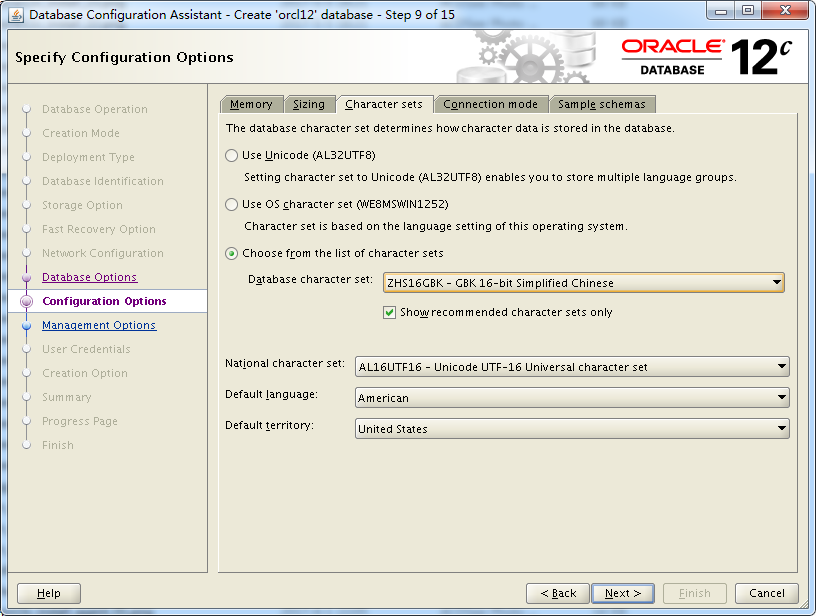 Database Configuration Assistant - Create 'orcl12' database - Step 9 of 15
Specify Configuration Options
ORACLE
DATABASE
12c
Database Operation
Creation Mode
Deployment Type
Database Identification
Storage Option
Fast Recovery Option
Network Configuration
Database Options
Configuration Options
Management Options
User Credentials
Creation Option
Summary
Progress Page
Finish
Memory Sizing Character sets Connection mode Sample schemas
The database character set determines how character data is stored in the database.
Use Unicode (AL32UTF8)
Setting character set to Unicode (AL32UTF8) enables you to store multiple language groups.
Use OS character set (WE8MSWIN1252)
Character set is based on the language setting of this operating system.
Choose from the list of character sets
Database character set: ZHS16GBK - GBK 16-bit Simplified Chinese
Show recommended character sets only
National character set: AL16UTF16 - Unicode UTF-16 Universal character set
Default language: American
Default territory: United States
Help < Back Next > Finish Cancel